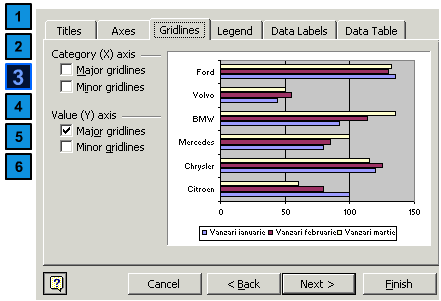 1
2
3
4
5
6
Titles Axes Gridlines Legend Data Labels Data Table
Category (X) axis
Major gridlines
Minor gridlines
Value (Y) axis
Major gridlines
Minor gridlines
Ford
Volvo
BMW
Mercedes
Chrysler
Citroen
0 50 100 150
Vanzari ianuarie Vanzari februarie Vanzari martie
? Cancel < Back Next > Finish